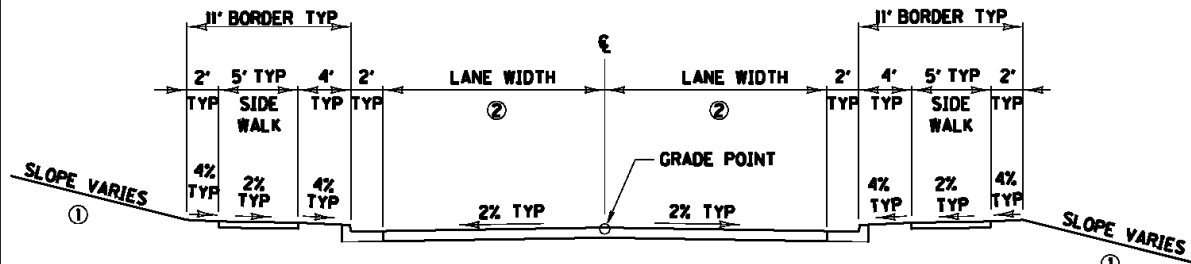 11' BORDER TYP 11' BORDER TYP
℄
2' 5' TYP 4' 2' LANE WIDTH LANE WIDTH 2' 4' 5' TYP 2'
TYP SIDE TYP TYP ② ② TYP TYP SIDE TYP
WALK WALK
GRADE POINT
SLOPE VARIES 4% 2% 4% 4% 2% 4%
① TYP TYP TYP TYP TYP TYP
2% TYP 2% TYP
SLOPE VARIES
①